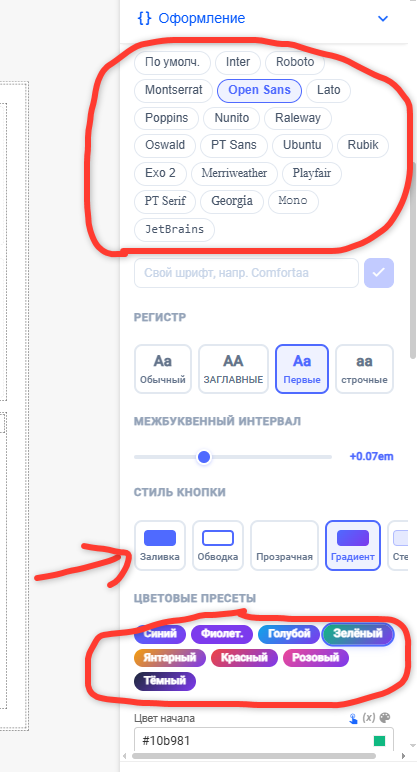 {} Оформление
По умолч. Inter Roboto
Montserrat Open Sans Lato
Poppins Nunito Raleway
Oswald PT Sans Ubuntu Rubik
Exo 2 Merriweather Playfair
PT Serif Georgia Mono
JetBrains
Свой шрифт, напр. Comfortaa
РЕГИСТР
Aa AA Aa aa
Обычный ЗАГЛАВНЫЕ Первые строчные
МЕЖБУКВЕННЫЙ ИНТЕРВАЛ
+0.07em
СТИЛЬ КНОПКИ
Заливка Обводка Прозрачная Градиент Сте
ЦВЕТОВЫЕ ПРЕСЕТЫ
Синий Фиолет. Голубой Зелёный
Янтарный Красный Розовый
Тёмный
Цвет начала (x)
#10b981